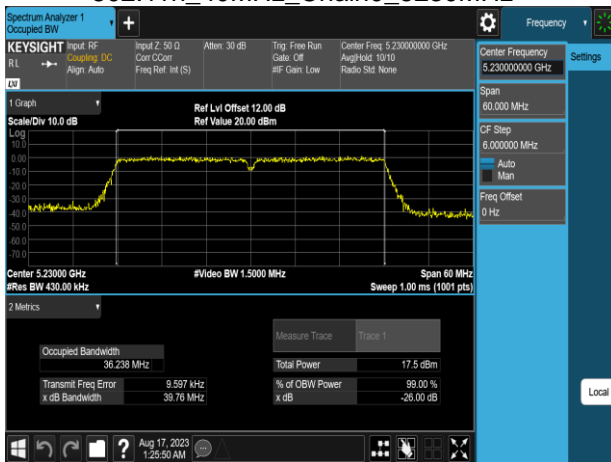 Spectrum Analyzer 1
Occupied BW
+
Frequency
KEYSIGHT
RL
LXI
Input: RF
Coupling: DC
Align: Auto
Input Z: 50 Ω
Corr CCorr
Freq Ref: Int (S)
Atten: 30 dB
Trig: Free Run
Gate: Off
#IF Gain: Low
Center Freq: 5.230000000 GHz
Avg|Hold: 10/10
Radio Std: None
Center Frequency
5.230000000 GHz
Settings
Span
60.000 MHz
CF Step
6.000000 MHz
Auto
Man
Freq Offset
0 Hz
Local
1 Graph
Scale/Div 10.0 dB
Ref Lvl Offset 12.00 dB
Ref Value 20.00 dBm
Log
10.0
0.00
-10.0
-20.0
-30.0
-40.0
-50.0
-60.0
-70.0
Center 5.23000 GHz
#Video BW 1.5000 MHz
Span 60 MHz
#Res BW 430.00 kHz
Sweep 1.00 ms (1001 pts)
2 Metrics
Measure Trace
Trace 1
Occupied Bandwidth
36.238 MHz
Total Power
17.5 dBm
Transmit Freq Error
9.597 kHz
% of OBW Power
99.00 %
x dB Bandwidth
39.76 MHz
x dB
-26.00 dB
?
Aug 17, 2023
1:25:50 AM